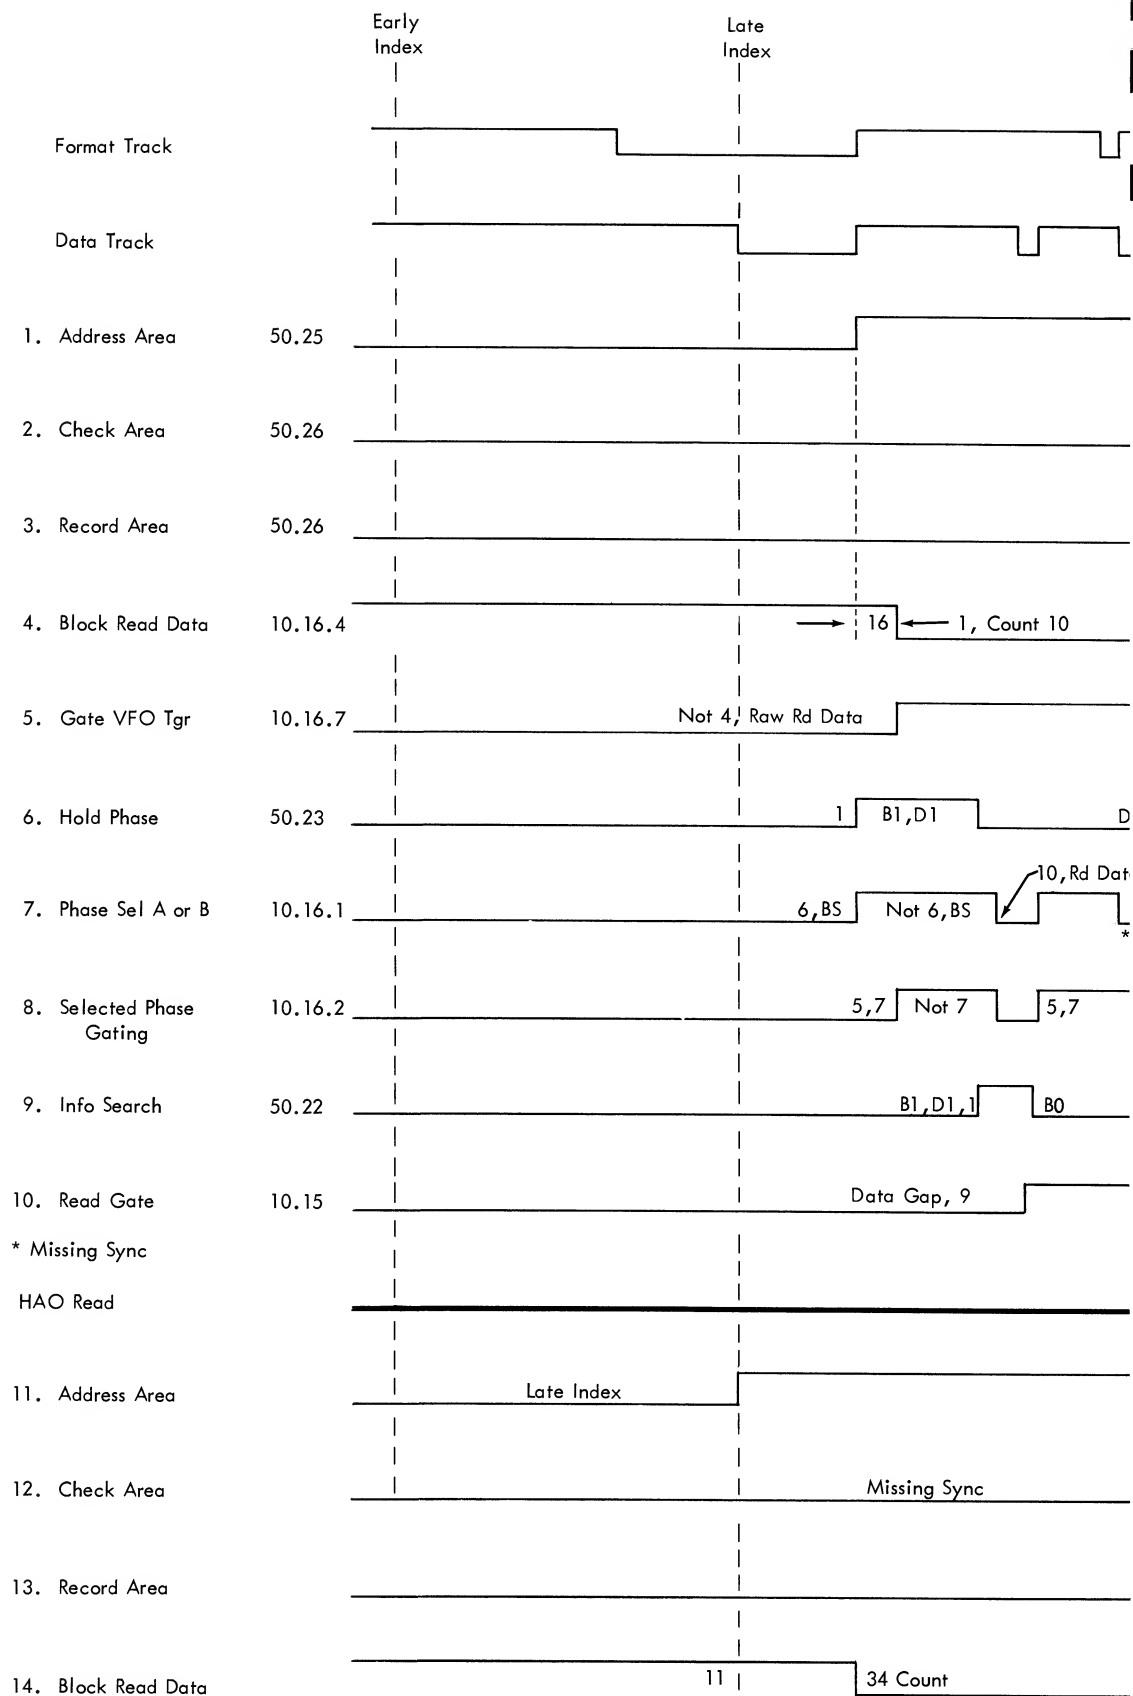 Early
Index
Late
Index
Format Track
Data Track
1. Address Area 50.25
2. Check Area 50.26
3. Record Area 50.26
4. Block Read Data 10.16.4 16 1, Count 10
5. Gate VFO Tgr 10.16.7 Not 4, Raw Rd Data
6. Hold Phase 50.23 1 B1,D1 D
10, Rd Dat
7. Phase Sel A or B 10.16.1 6,BS Not 6,BS
*
8. Selected Phase 10.16.2 5,7 Not 7 5,7
Gating
9. Info Search 50.22 B1,D1,1 B0
10. Read Gate 10.15 Data Gap, 9
* Missing Sync
HAO Read
11. Address Area Late Index
12. Check Area Missing Sync
13. Record Area
14. Block Read Data 11 34 Count